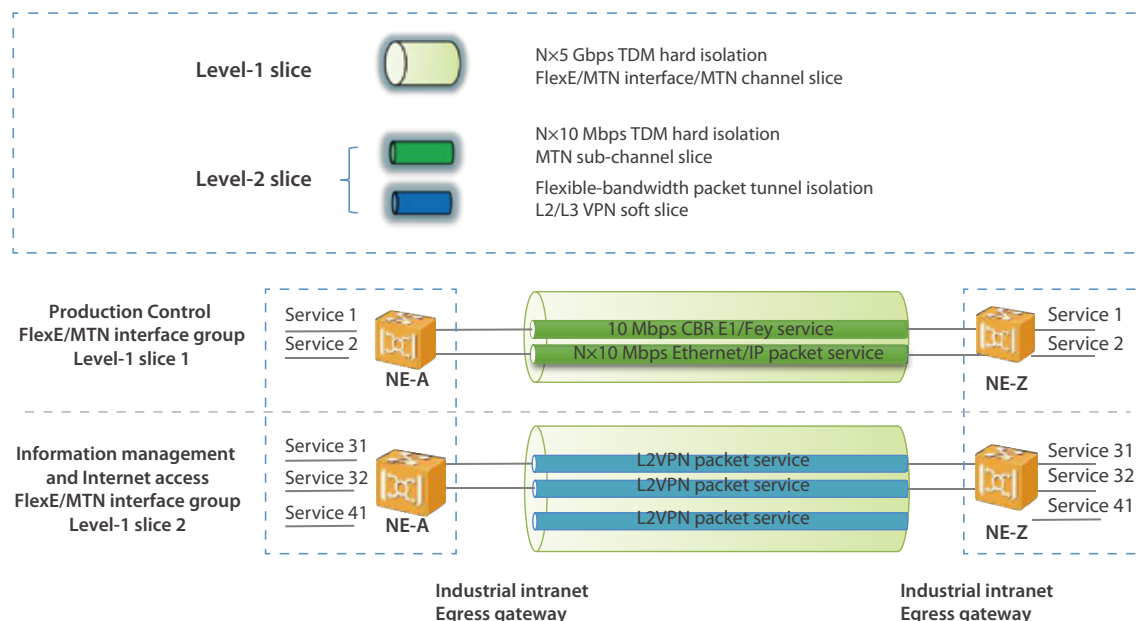 Level-1 slice
N×5 Gbps TDM hard isolation
FlexE/MTN interface/MTN channel slice
Level-2 slice
N×10 Mbps TDM hard isolation
MTN sub-channel slice
Flexible-bandwidth packet tunnel isolation
L2/L3 VPN soft slice
Production Control
FlexE/MTN interface group
Level-1 slice 1
Service 1
Service 2
NE-A
10 Mbps CBR E1/Fey service
N×10 Mbps Ethernet/IP packet service
Service 1
Service 2
NE-Z
Information management
and Internet access
FlexE/MTN interface group
Level-1 slice 2
Service 31
Service 32
Service 41
NE-A
L2VPN packet service
L2VPN packet service
L2VPN packet service
Service 31
Service 32
Service 41
NE-Z
Industrial intranet
Egress gateway
Industrial intranet
Egress gateway